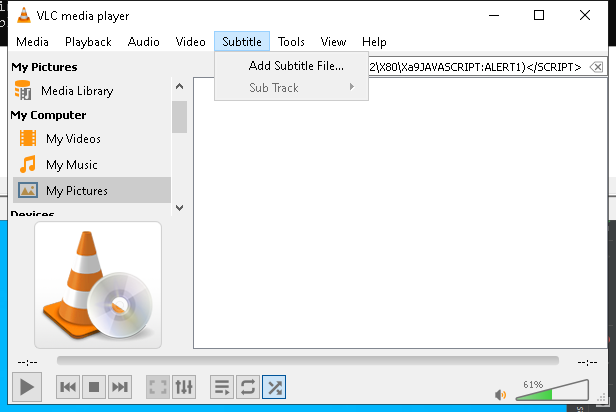 VLC media player
Media Playback Audio Video Subtitle Tools View Help
My Pictures
Media Library
My Computer
My Videos
My Music
My Pictures
Devices
Add Subtitle File...
Sub Track
2\X80\Xa9JAVASCRIPT:ALERT1)</SCRIPT>
--:--
--:--
61%